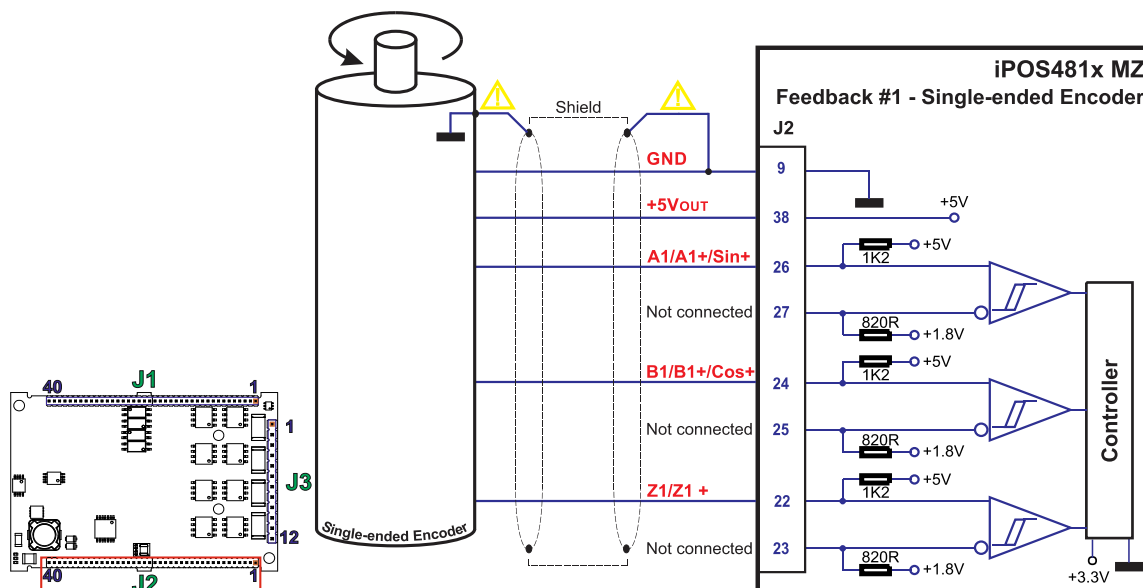 iPOS481x MZ
Feedback #1 - Single-ended Encoder
J2
Shield
GND
9
+5VOUT
38
+5V
A1/A1+/Sin+
26
+5V
1K2
Not connected
27
820R
+1.8V
B1/B1+/Cos+
24
+5V
1K2
Not connected
25
820R
+1.8V
Z1/Z1 +
22
+5V
1K2
Not connected
23
820R
+1.8V
Controller
+3.3V
Single-ended Encoder
40
J1
1
1
J3
12
40
J2
1